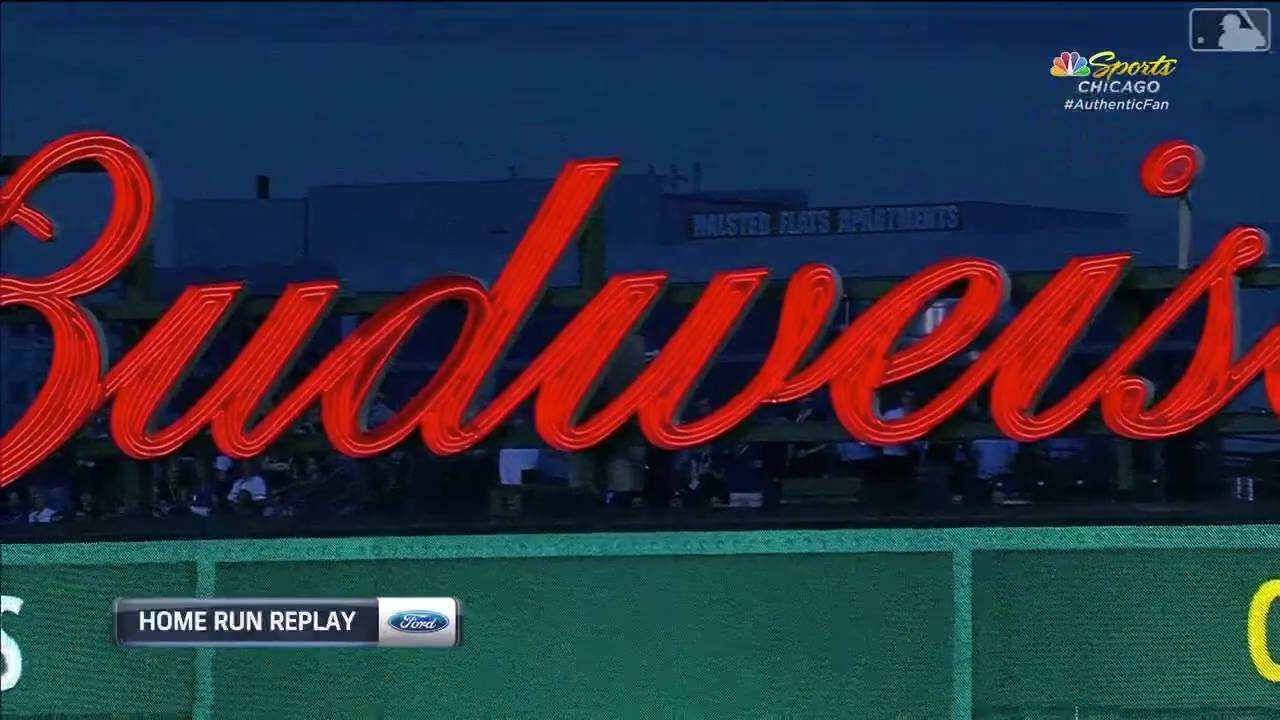 Sports
CHICAGO
#AuthenticFan
Budweis
HALSTED FLATS APARTMENTS
HOME RUN REPLAY
Ford